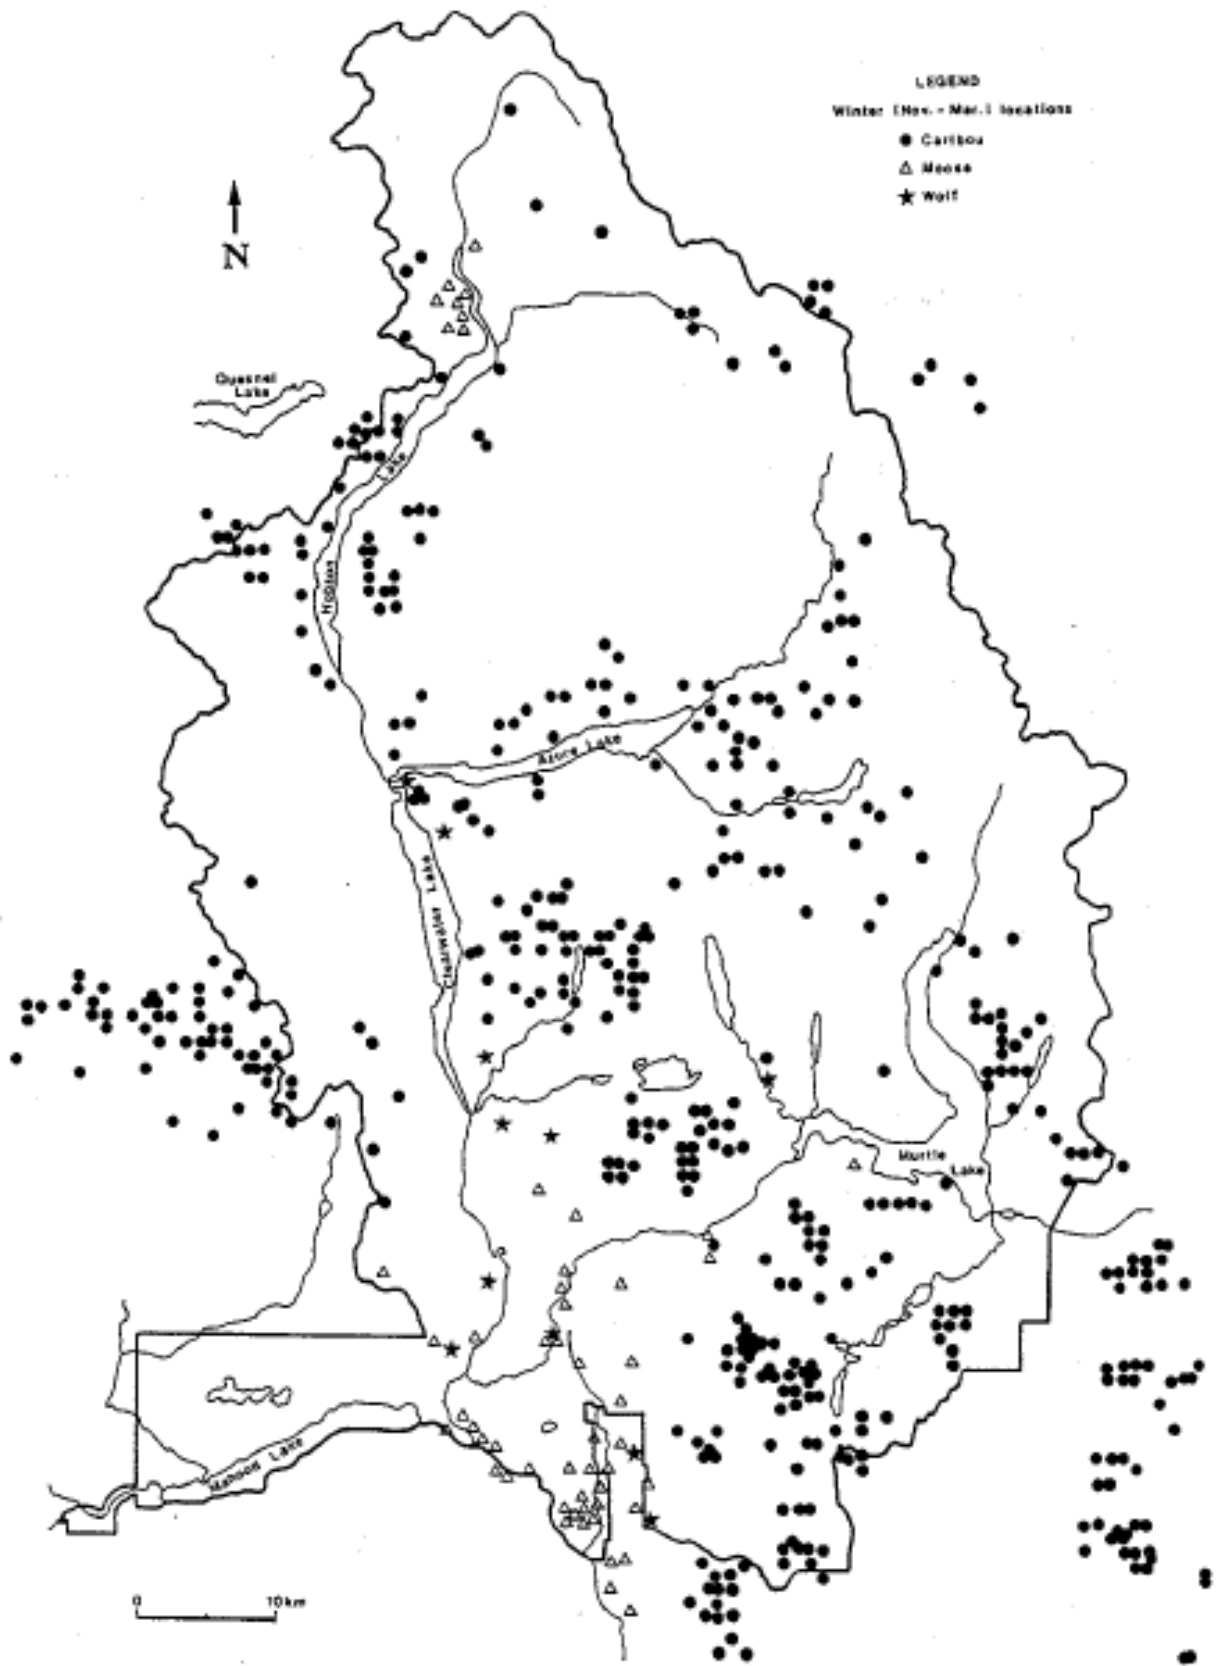 LEGEND
Winter (Nov. - Mar.) locations
Caribou
Moose
Wolf
N
Quesnel
Lake
Lake
Hobson
Azure Lake
Clearwater Lake
Murtle
Lake
Mahood Lake
0 10km